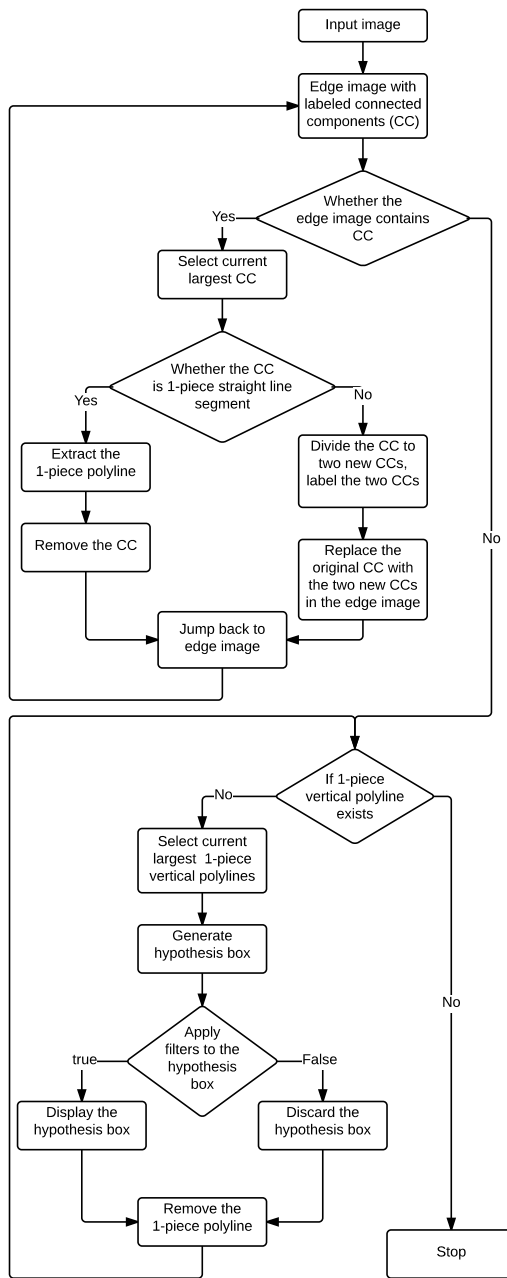 Input image
Edge image with
labeled connected
components (CC)
Whether the
edge image contains
CC
Yes
Select current
largest CC
Whether the CC
is 1-piece straight line
segment
Yes
No
Extract the
1-piece polyline
Divide the CC to
two new CCs,
label the two CCs
Remove the CC
Replace the
original CC with
the two new CCs
in the edge image
No
Jump back to
edge image
If 1-piece
vertical polyline
exists
No
Select current
largest 1-piece
vertical polylines
Generate
hypothesis box
No
Apply
filters to the
hypothesis
box
true
False
Display the
hypothesis box
Discard the
hypothesis box
Remove the
1-piece polyline
Stop